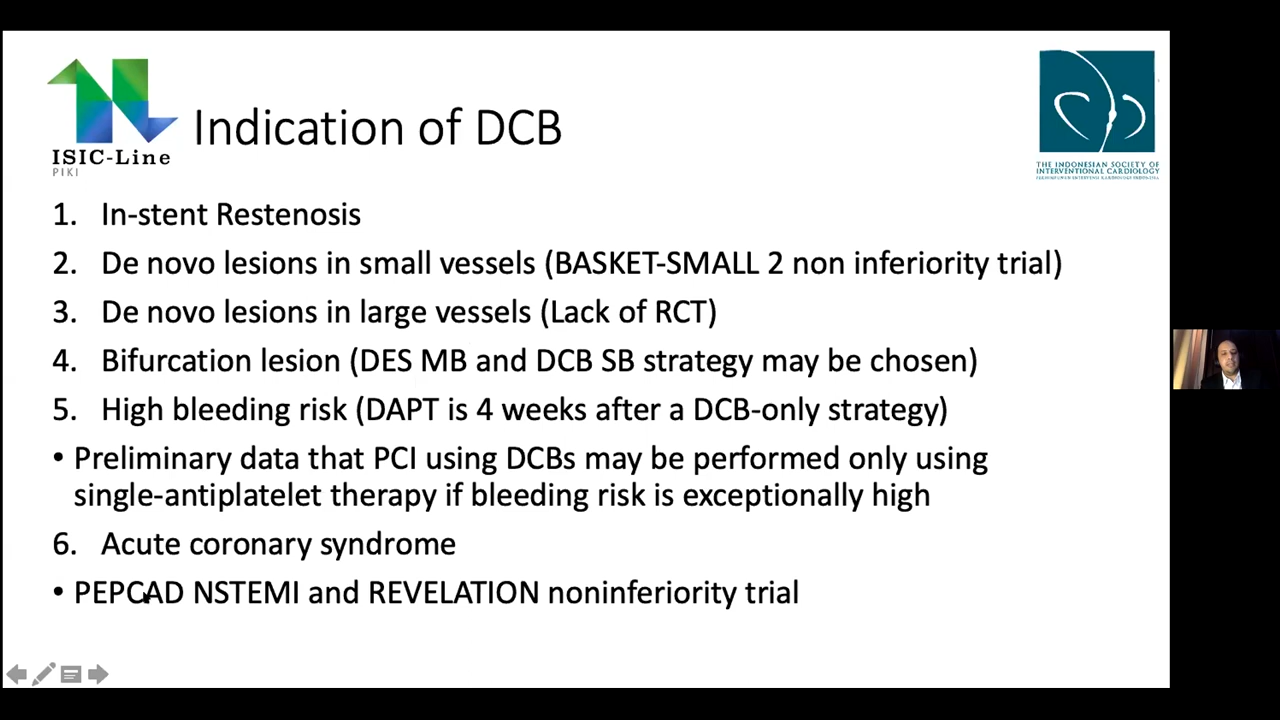 ISIC-Line
PIKI
Indication of DCB
THE INDONESIAN SOCIETY OF
INTERVENTIONAL CARDIOLOGY
1. In-stent Restenosis
2. De novo lesions in small vessels (BASKET-SMALL 2 non inferiority trial)
3. De novo lesions in large vessels (Lack of RCT)
4. Bifurcation lesion (DES MB and DCB SB strategy may be chosen)
5. High bleeding risk (DAPT is 4 weeks after a DCB-only strategy)
• Preliminary data that PCI using DCBs may be performed only using
single-antiplatelet therapy if bleeding risk is exceptionally high
6. Acute coronary syndrome
• PEPCAD NSTEMI and REVELATION noninferiority trial